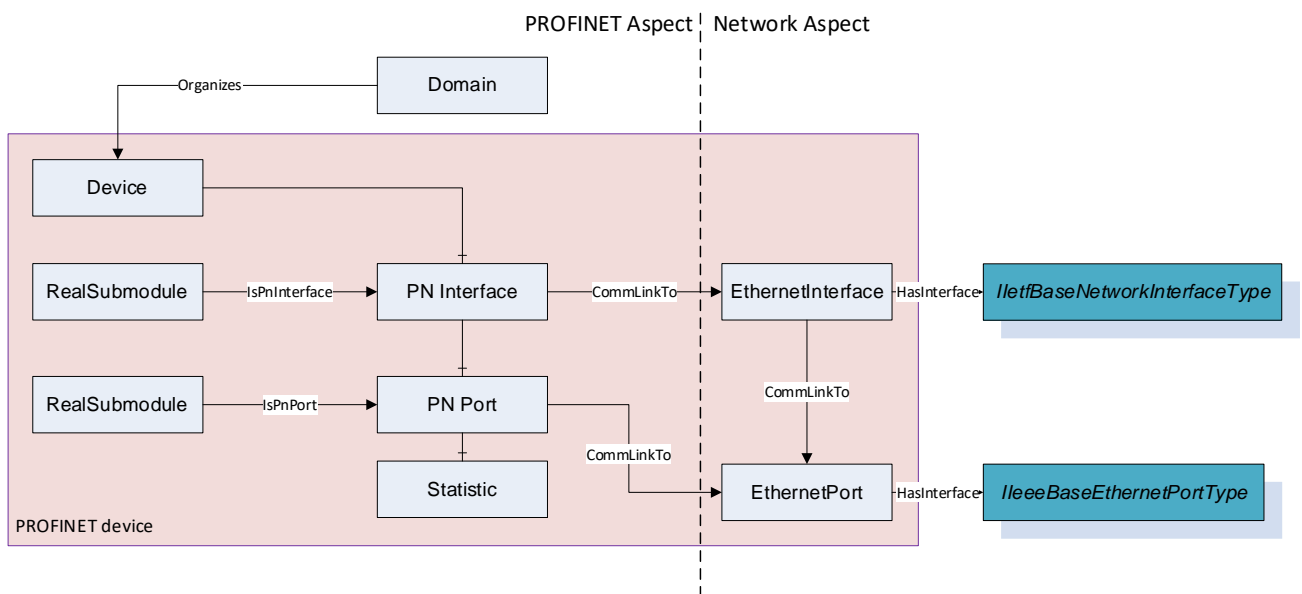 PROFINET Aspect
Network Aspect
Domain
Organizes
Device
RealSubmodule
IsPnInterface
PN Interface
CommLinkTo
EthernetInterface
HasInterface
IIetfBaseNetworkInterfaceType
CommLinkTo
RealSubmodule
IsPnPort
PN Port
CommLinkTo
Statistic
EthernetPort
HasInterface
IIeeeBaseEthernetPortType
PROFINET device